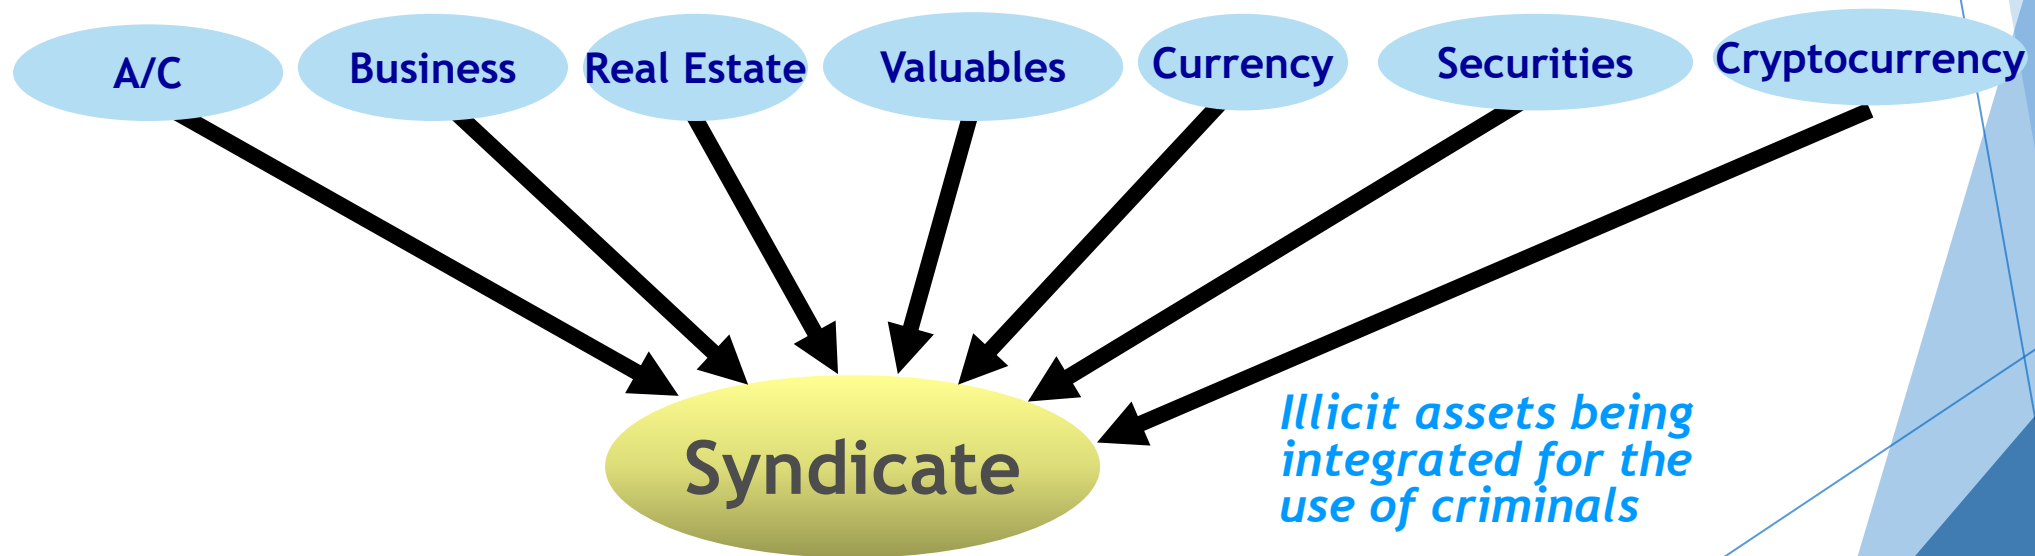 A/C
Business
Real Estate
Valuables
Currency
Securities
Cryptocurrency
Syndicate
Illicit assets being
integrated for the
use of criminals